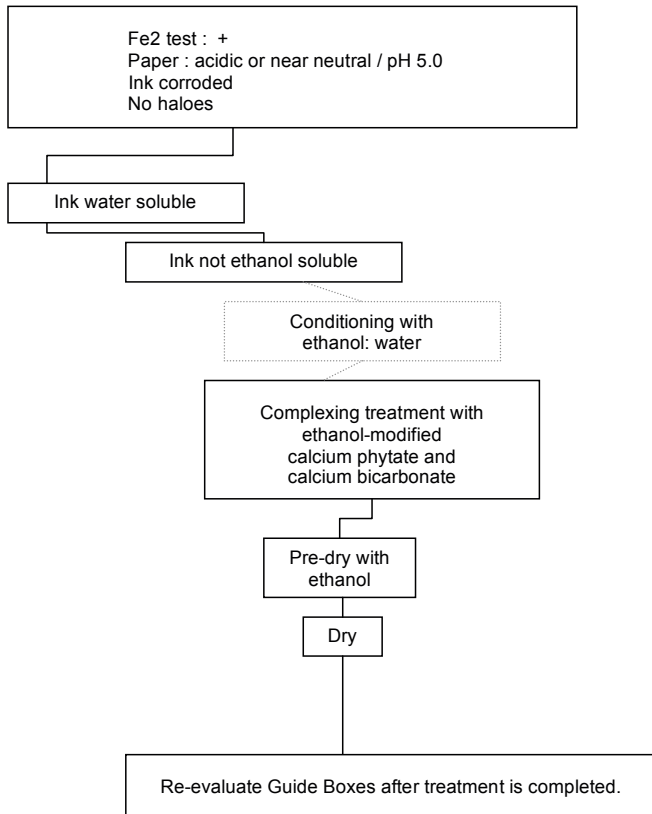 Fe2 test :  +
Paper : acidic or near neutral / pH 5.0
Ink corroded
No haloes
Ink water soluble
Ink not ethanol soluble
Conditioning with
ethanol: water
Complexing treatment with
ethanol-modified
calcium phytate and
calcium bicarbonate
Pre-dry with
ethanol
Dry
Re-evaluate Guide Boxes after treatment is completed.